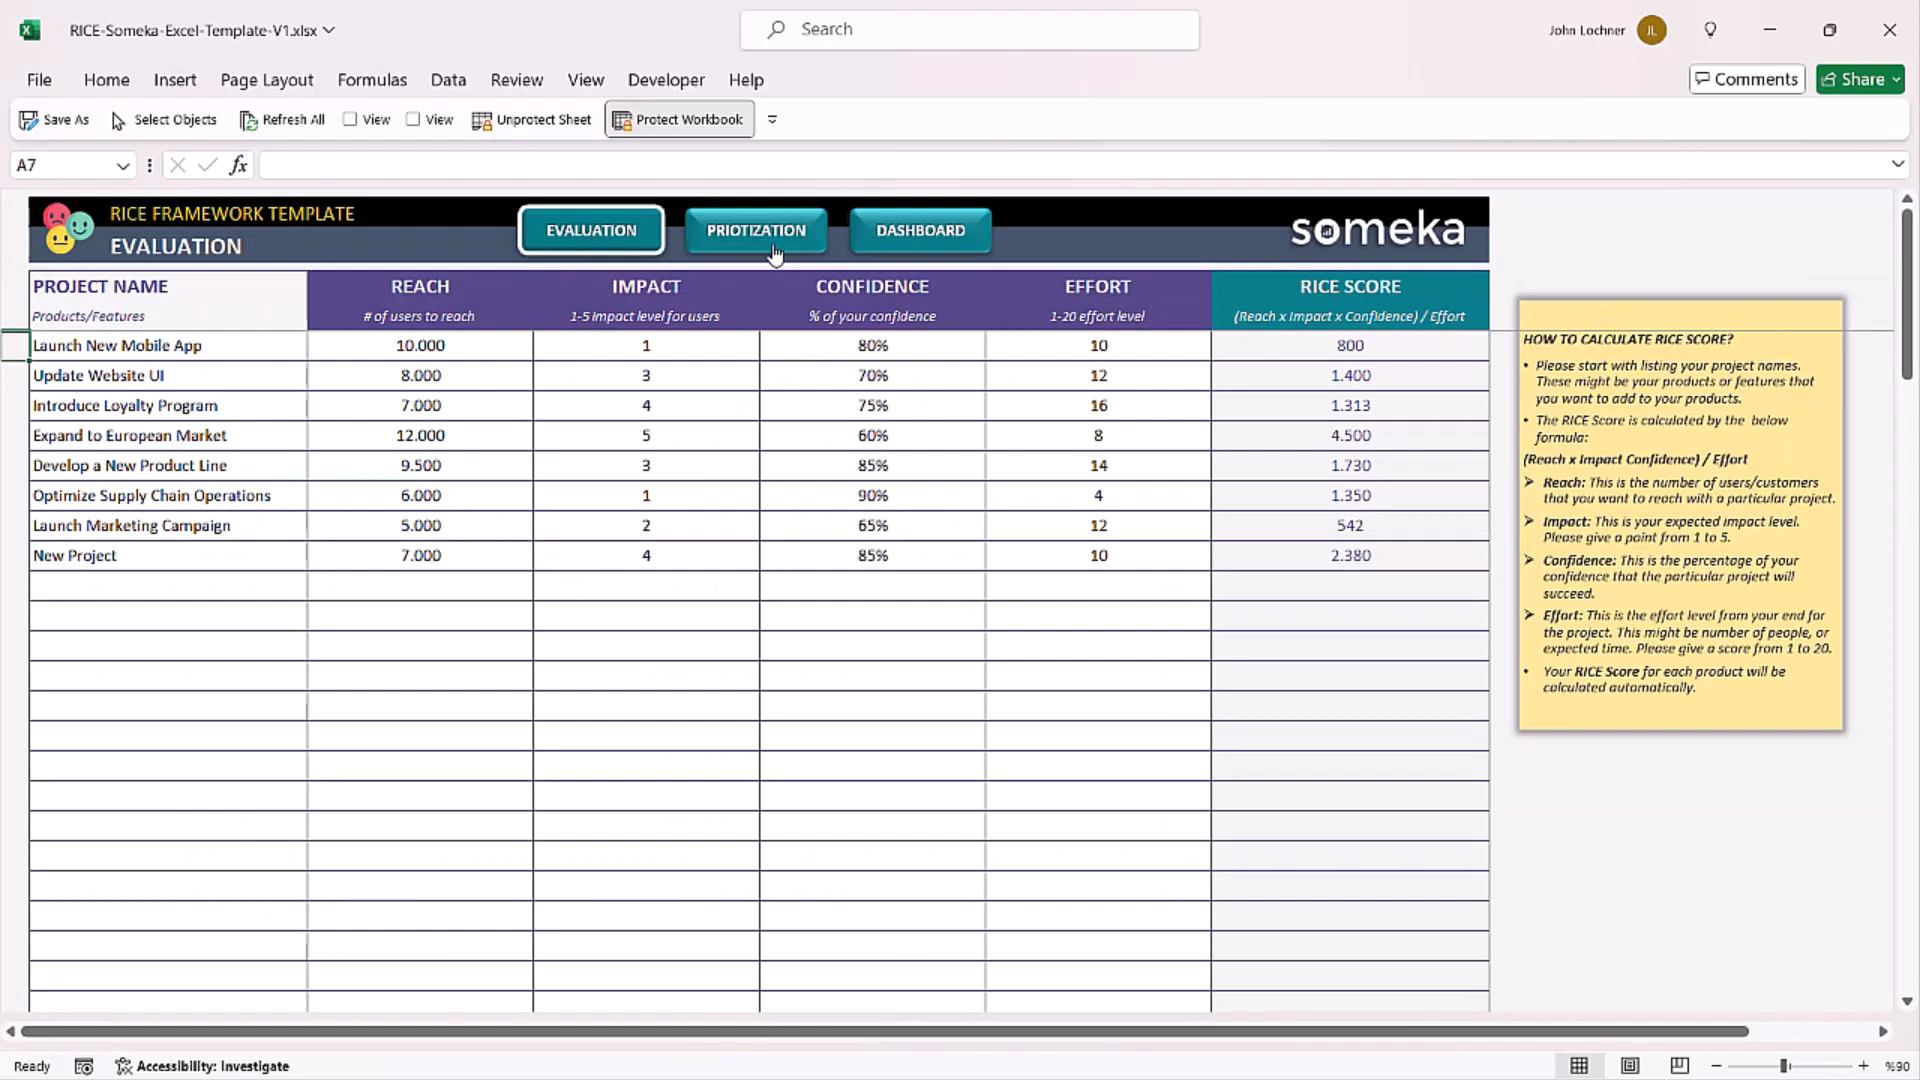 RICE-Someka-Excel-Template-V1.xlsx
Search
John Lochner
JL
File Home Insert Page Layout Formulas Data Review View Developer Help
Comments
Share
Save As Select Objects Refresh All View View Unprotect Sheet Protect Workbook
A7
fx
RICE FRAMEWORK TEMPLATE
EVALUATION
EVALUATION
PRIOTIZATION
DASHBOARD
someka
PROJECT NAME REACH IMPACT CONFIDENCE EFFORT RICE SCORE
Products/Features # of users to reach 1-5 impact level for users % of your confidence 1-20 effort level (Reach x Impact x Confidence) / Effort
Launch New Mobile App 10.000 1 80% 10 800
Update Website UI 8.000 3 70% 12 1.400
Introduce Loyalty Program 7.000 4 75% 16 1.313
Expand to European Market 12.000 5 60% 8 4.500
Develop a New Product Line 9.500 3 85% 14 1.730
Optimize Supply Chain Operations 6.000 1 90% 4 1.350
Launch Marketing Campaign 5.000 2 65% 12 542
New Project 7.000 4 85% 10 2.380
HOW TO CALCULATE RICE SCORE?
• Please start with listing your project names.
These might be your products or features that
you want to add to your products.
• The RICE Score is calculated by the below
formula:
(Reach x Impact Confidence) / Effort
➤ Reach: This is the number of users/customers
that you want to reach with a particular project.
➤ Impact: This is your expected impact level.
Please give a point from 1 to 5.
➤ Confidence: This is the percentage of your
confidence that the particular project will
succeed.
➤ Effort: This is the effort level from your end for
the project. This might be number of people, or
expected time. Please give a score from 1 to 20.
• Your RICE Score for each product will be
calculated automatically.
Ready
Accessibility: Investigate
%90